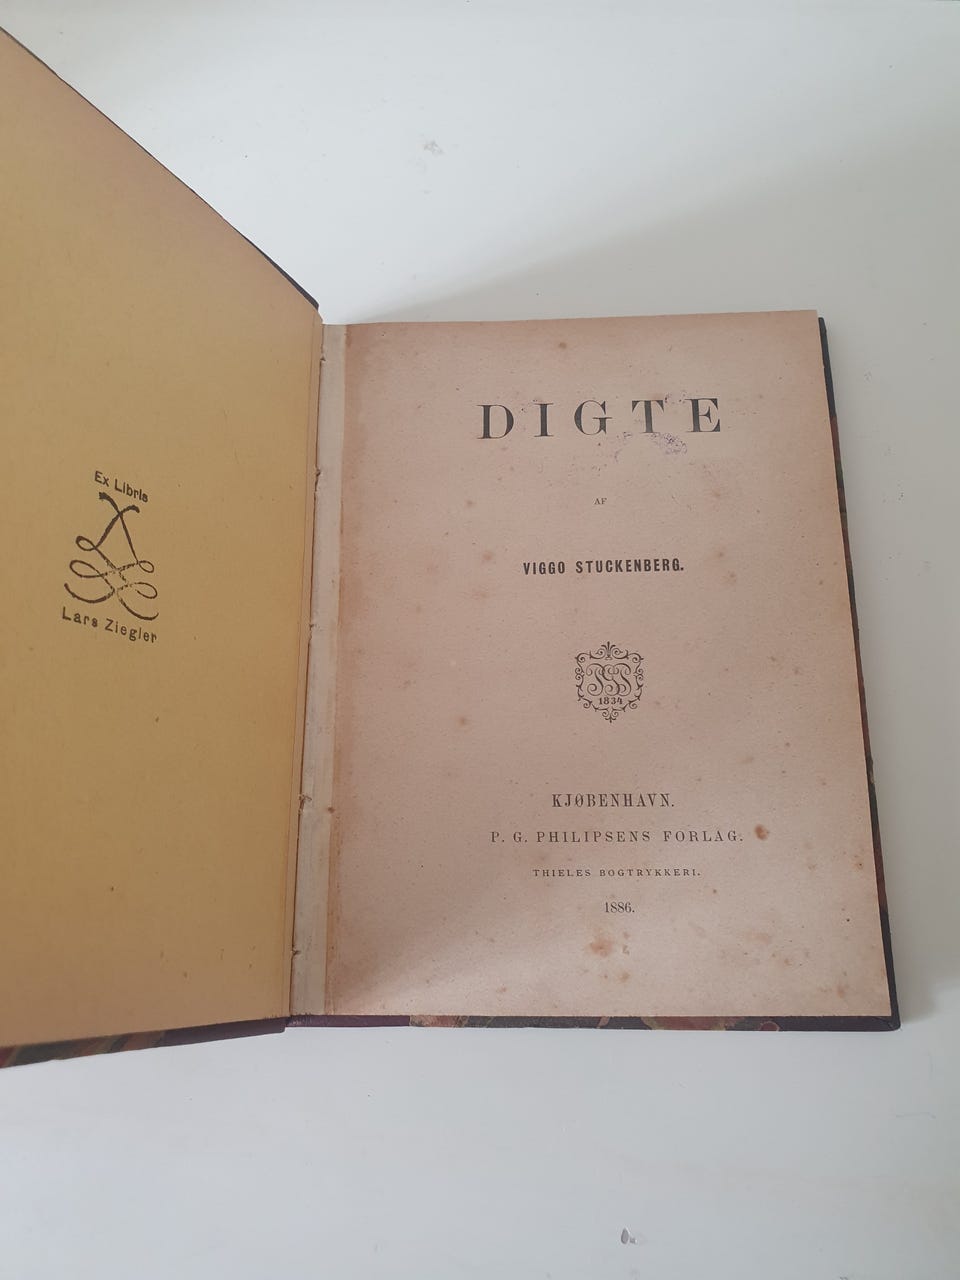 Ex Libris
Lars Ziegler
DIGTE
AF
VIGGO STUCKENBERG.
1834
KJØBENHAVN.
P. G. PHILIPSENS FORLAG.
THIELES BOGTRYKKERI.
1886.